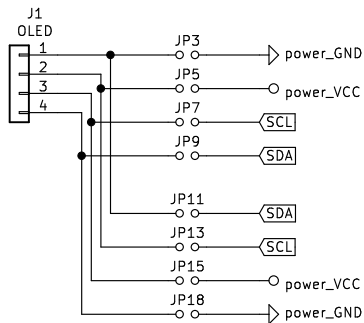 J1
OLED
1
2
3
4
JP3
power_GND
JP5
power_VCC
JP7
SCL
JP9
SDA
JP11
SDA
JP13
SCL
JP15
power_VCC
JP18
power_GND